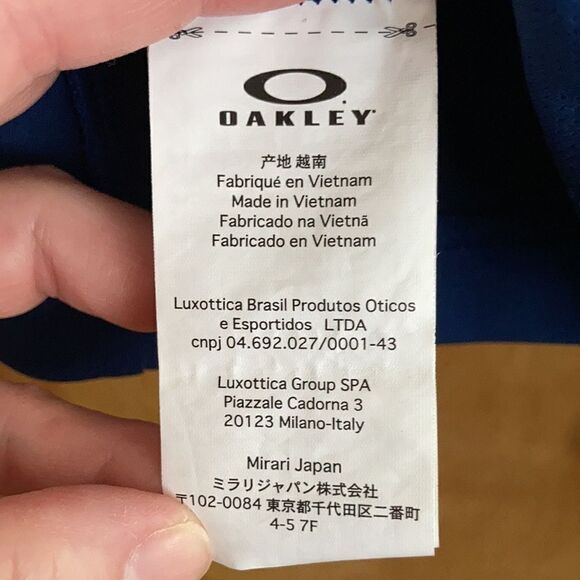 OAKLEY
产地 越南
Fabriqué en Vietnam
Made in Vietnam
Fabricado na Vietnã
Fabricado en Vietnam
Luxottica Brasil Produtos Oticos
e Esportidos LTDA
cnpj 04.692.027/0001-43
Luxottica Group SPA
Piazzale Cadorna 3
20123 Milano-Italy
Mirari Japan
ミラリジャパン株式会社
〒102-0084 東京都千代田区二番町
4-5 7F